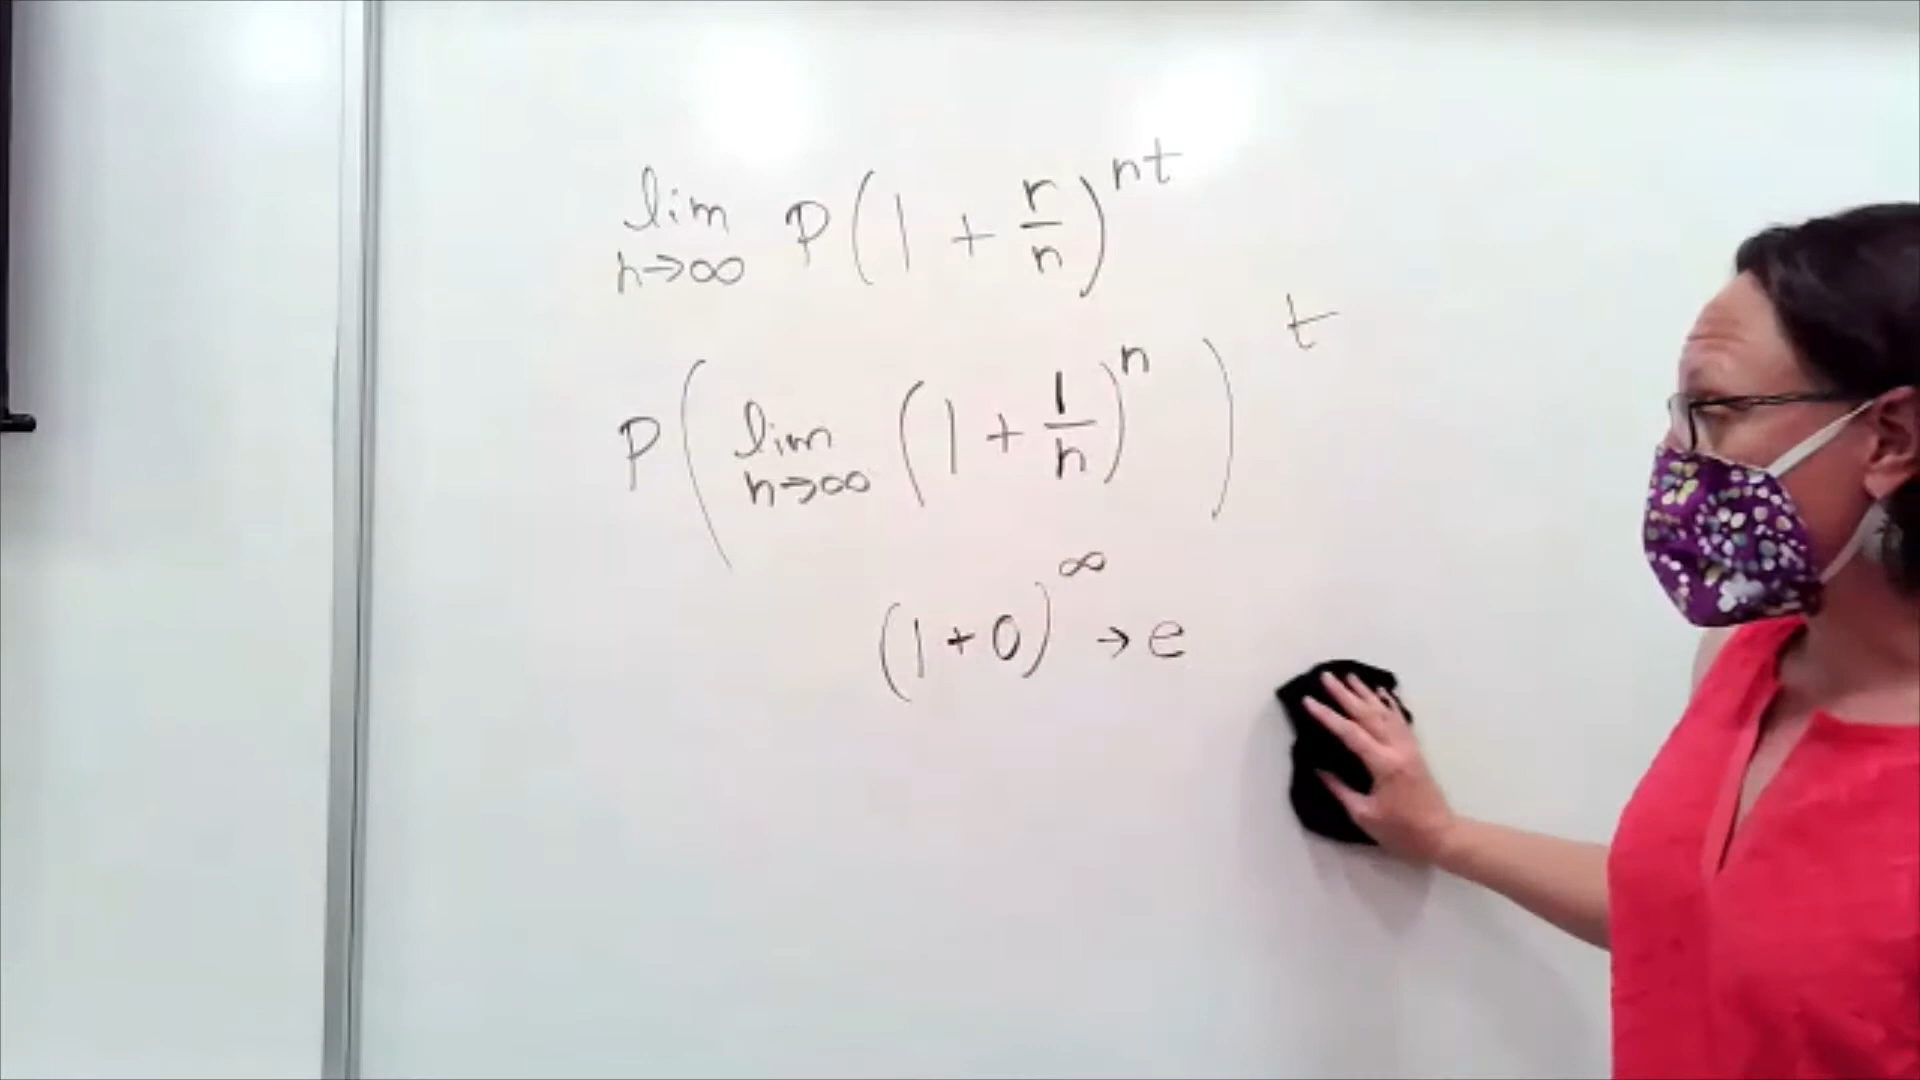 lim n→∞ P(1 + r/n)^nt
P(lim n→∞ (1 + 1/n)^n)^t
(1+0)^∞ → e